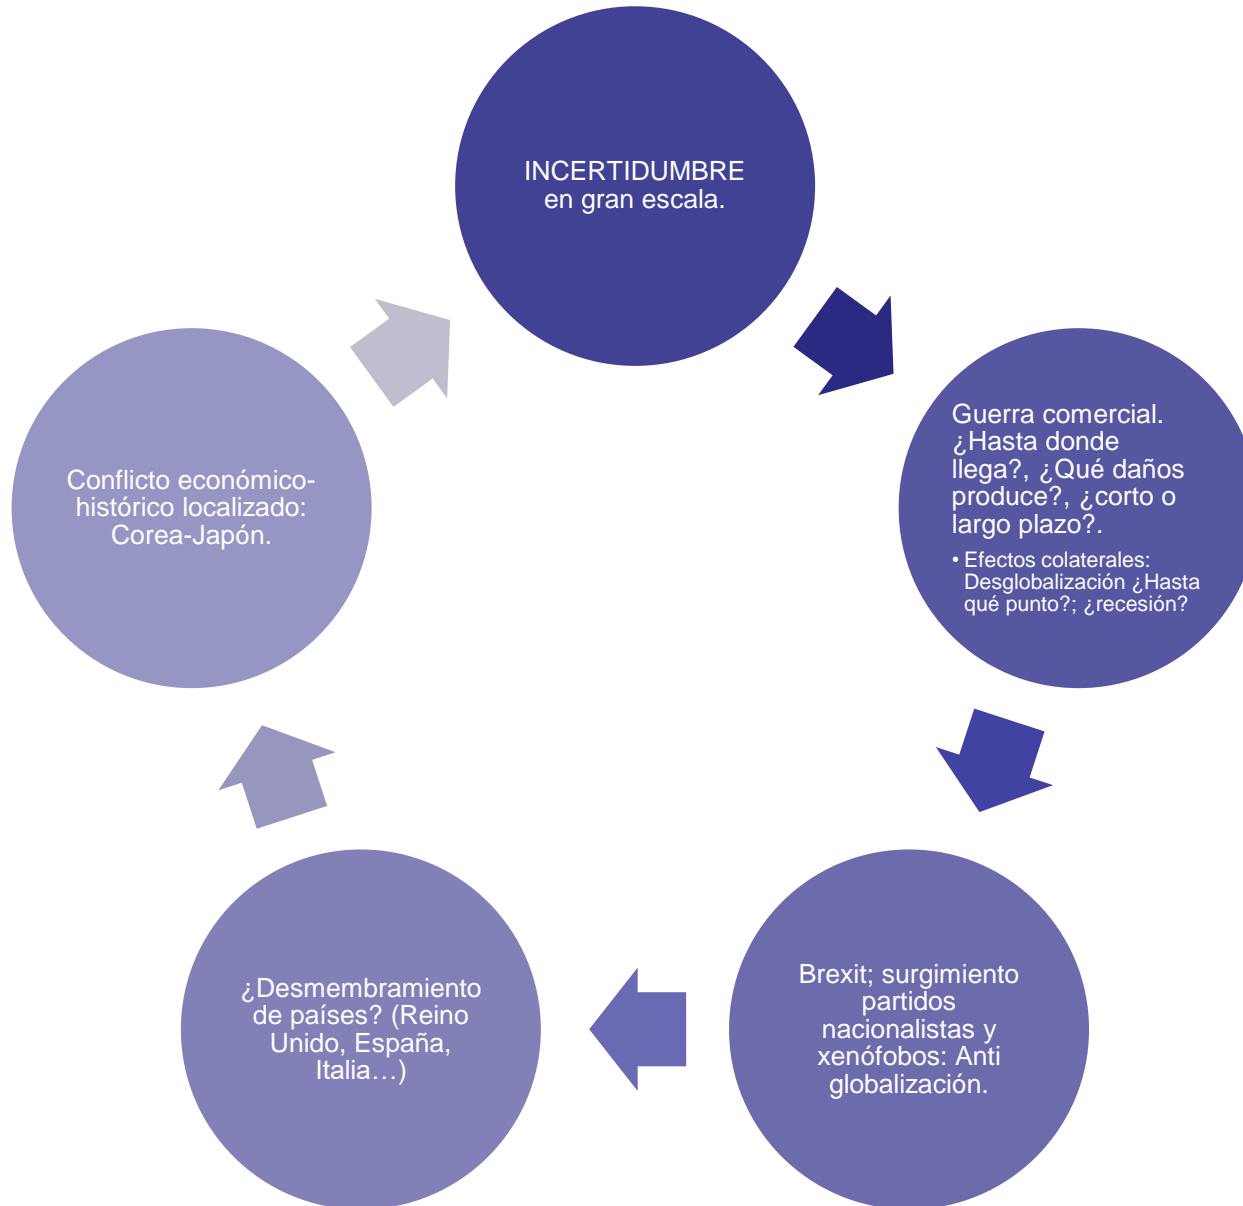 INCERTIDUMBRE
en gran escala.
Guerra comercial.
¿Hasta donde
llega?, ¿Qué daños
produce?, ¿corto o
largo plazo?.
• Efectos colaterales:
Desglobalización ¿Hasta
qué punto?; ¿recesión?
Brexit; surgimiento
partidos
nacionalistas y
xenófobos: Anti
globalización.
¿Desmembramiento
de países? (Reino
Unido, España,
Italia…)
Conflicto económico-
histórico localizado:
Corea-Japón.